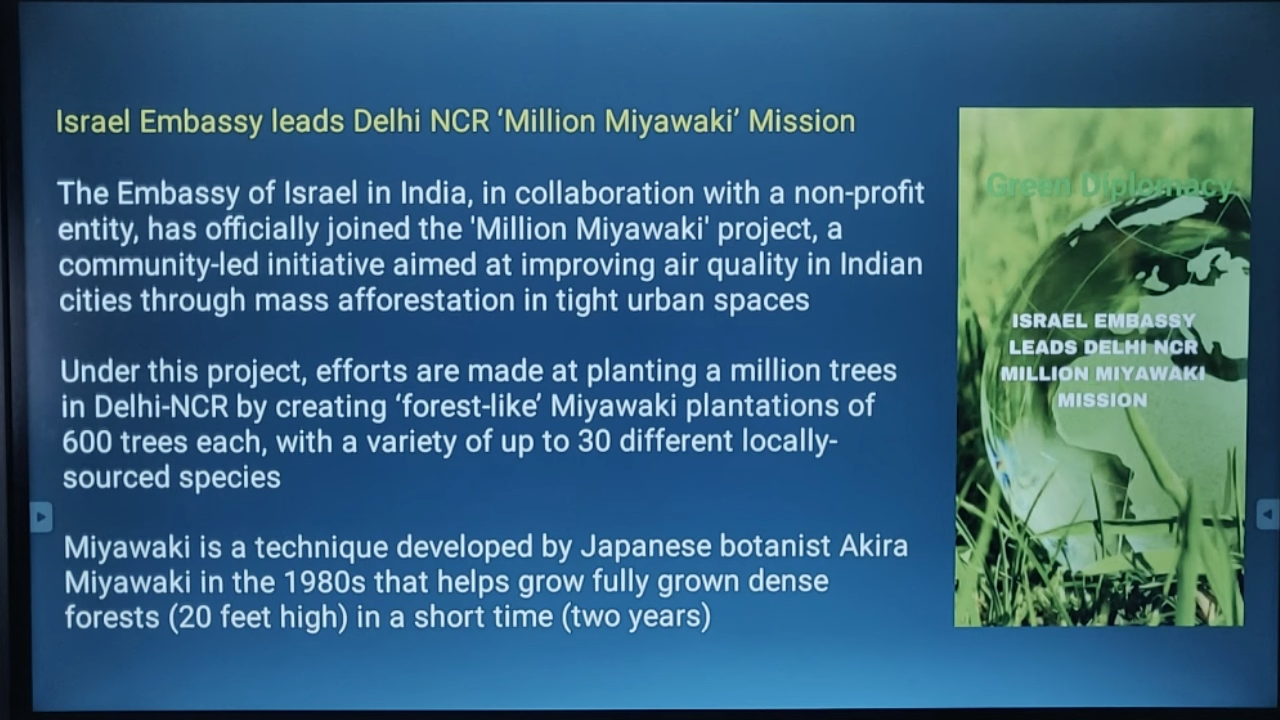 Israel Embassy leads Delhi NCR ‘Million Miyawaki’ Mission
The Embassy of Israel in India, in collaboration with a non-profit
entity, has officially joined the 'Million Miyawaki' project, a
community-led initiative aimed at improving air quality in Indian
cities through mass afforestation in tight urban spaces
Under this project, efforts are made at planting a million trees
in Delhi-NCR by creating ‘forest-like’ Miyawaki plantations of
600 trees each, with a variety of up to 30 different locally-
sourced species
Miyawaki is a technique developed by Japanese botanist Akira
Miyawaki in the 1980s that helps grow fully grown dense
forests (20 feet high) in a short time (two years)
Green Diplomacy
ISRAEL EMBASSY
LEADS DELHI NCR
MILLION MIYAWAKI
MISSION